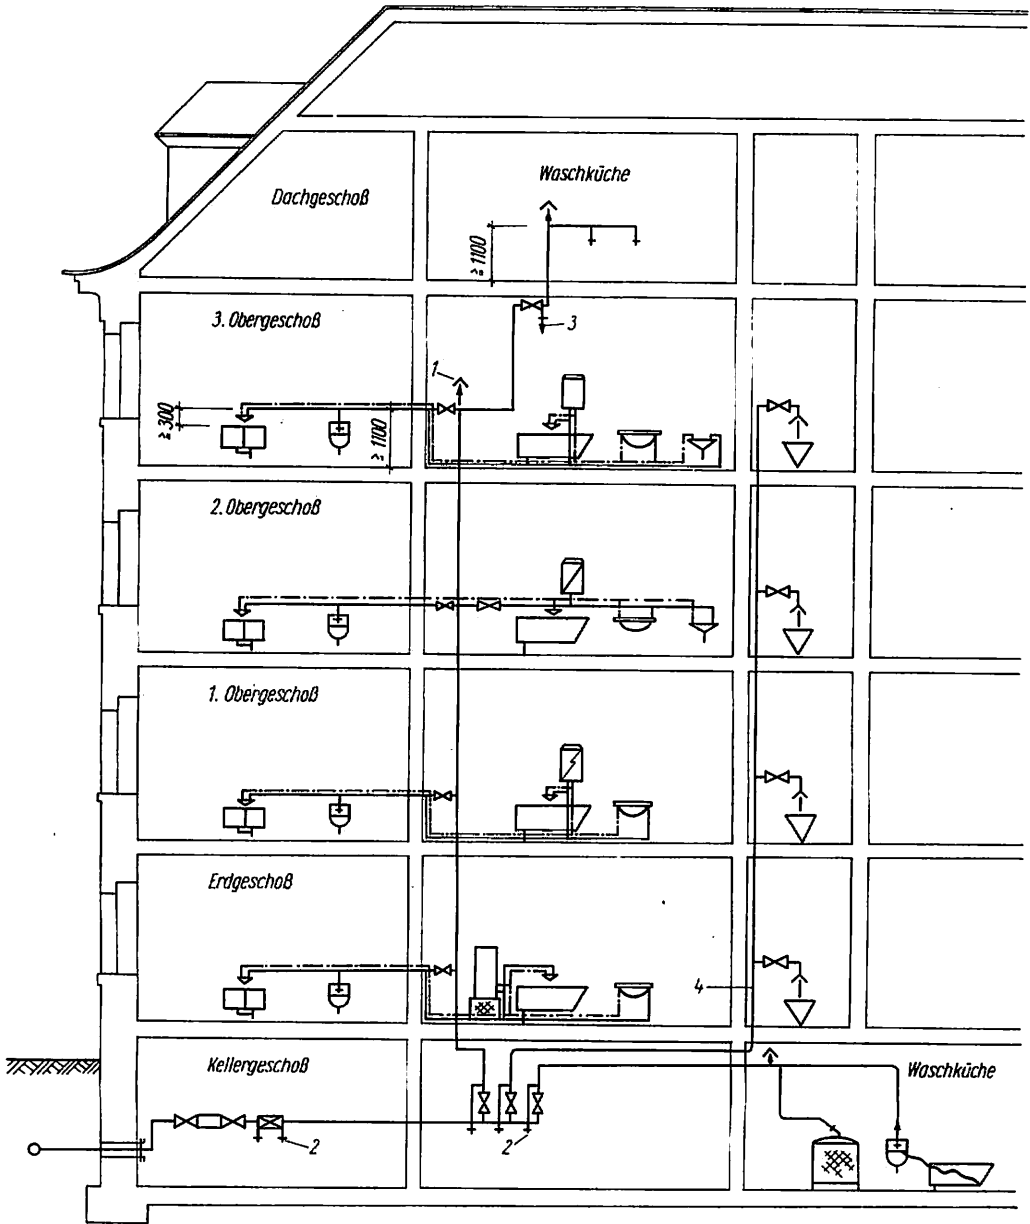 Waschküche
Dachgeschoß
≥1100
3. Obergeschoß
3
1
≥300
≥1100
2. Obergeschoß
1. Obergeschoß
Erdgeschoß
4
Kellergeschoß
Waschküche
2
2